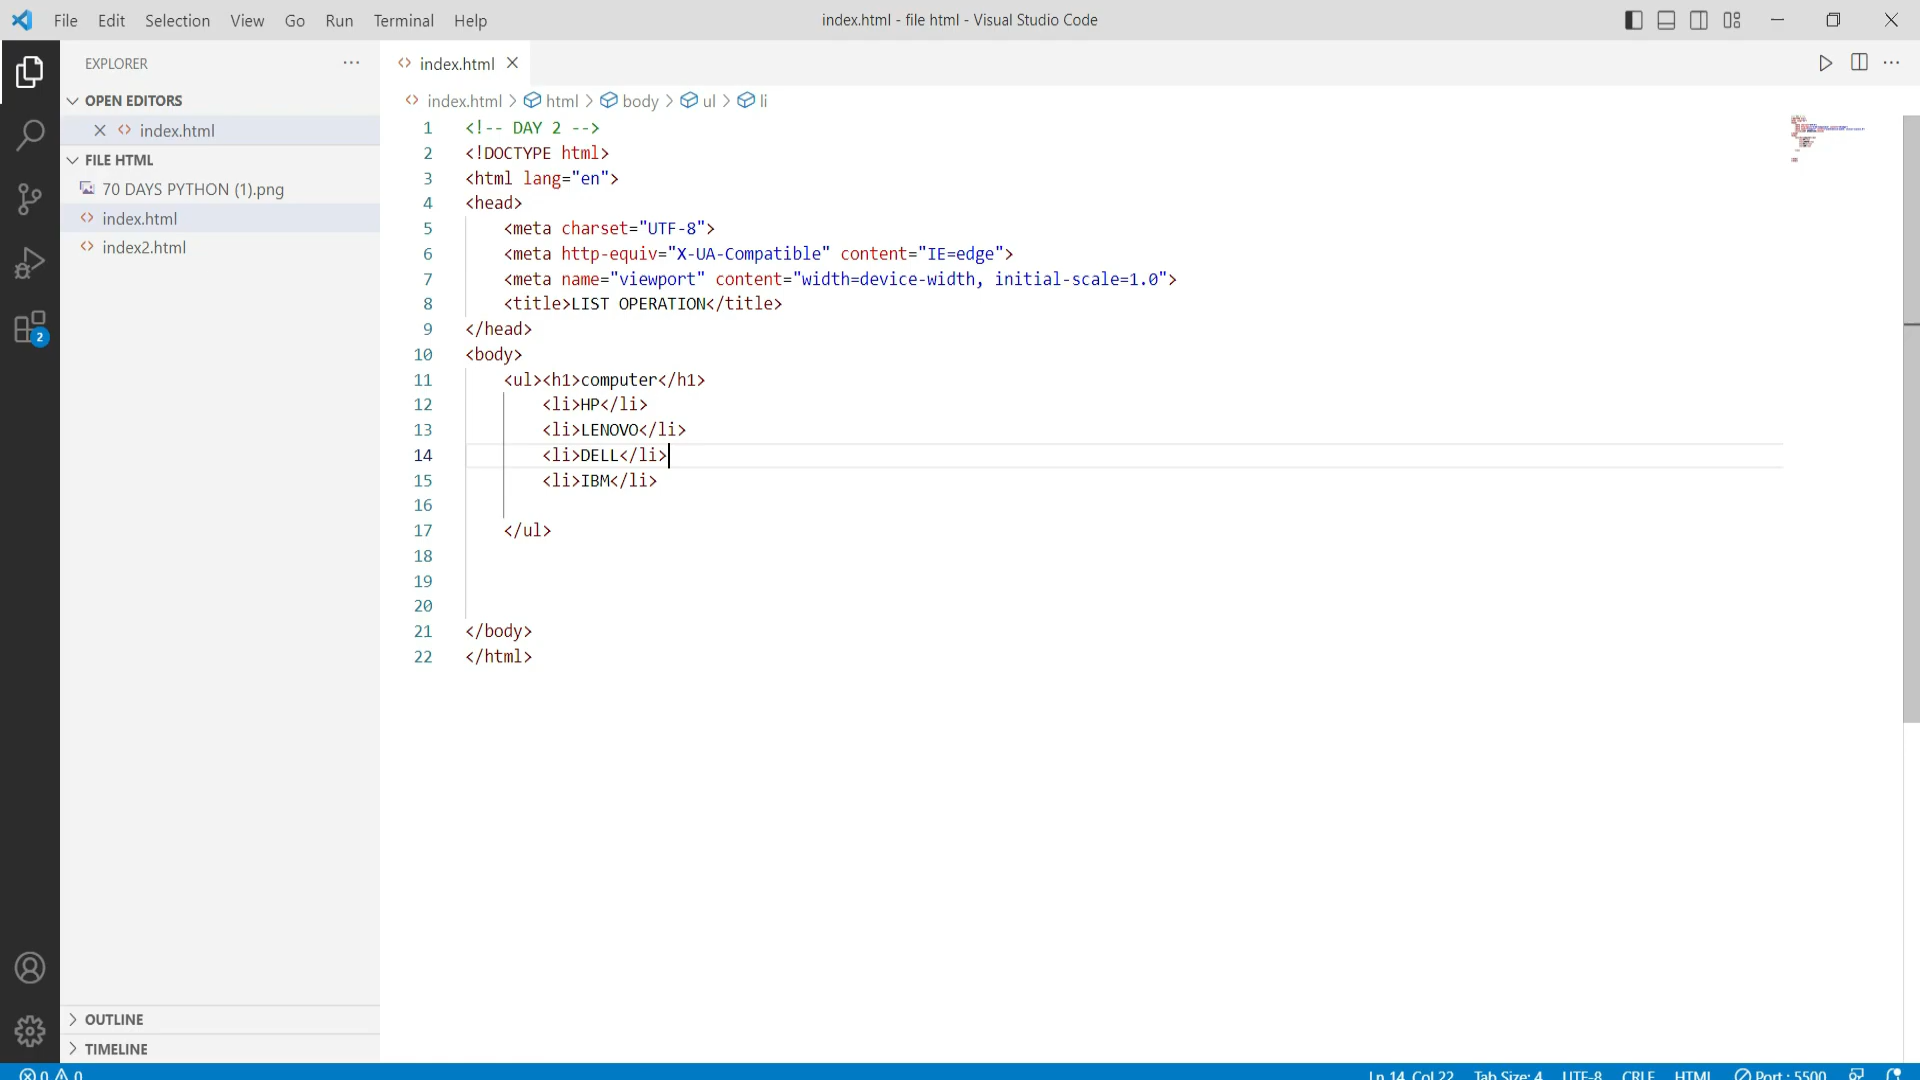 File Edit Selection View Go Run Terminal Help
index.html - file html - Visual Studio Code
EXPLORER
OPEN EDITORS
index.html
FILE HTML
70 DAYS PYTHON (1).png
index.html
index2.html
2
OUTLINE
TIMELINE
index.html
index.html > html > body > ul > li
1 <!-- DAY 2 -->
2 <!DOCTYPE html>
3 <html lang="en">
4 <head>
5 <meta charset="UTF-8">
6 <meta http-equiv="X-UA-Compatible" content="IE=edge">
7 <meta name="viewport" content="width=device-width, initial-scale=1.0">
8 <title>LIST OPERATION</title>
9 </head>
10 <body>
11 <ul><h1>computer</h1>
12 <li>HP</li>
13 <li>LENOVO</li>
14 <li>DELL</li>
15 <li>IBM</li>
16
17 </ul>
18
19
20
21 </body>
22 </html>
0 0
Ln 14, Col 22 Tab Size: 4 UTF-8 CRLF HTML Port : 5500